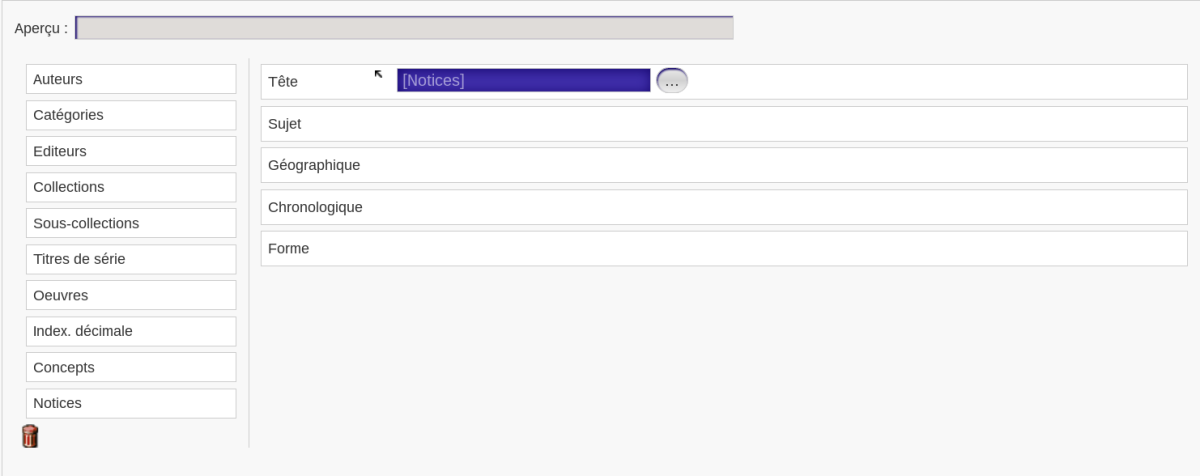 Aperçu :
Auteurs
Catégories
Editeurs
Collections
Sous-collections
Titres de série
Oeuvres
Index. décimale
Concepts
Notices
Tête [Notices] ...
Sujet
Géographique
Chronologique
Forme